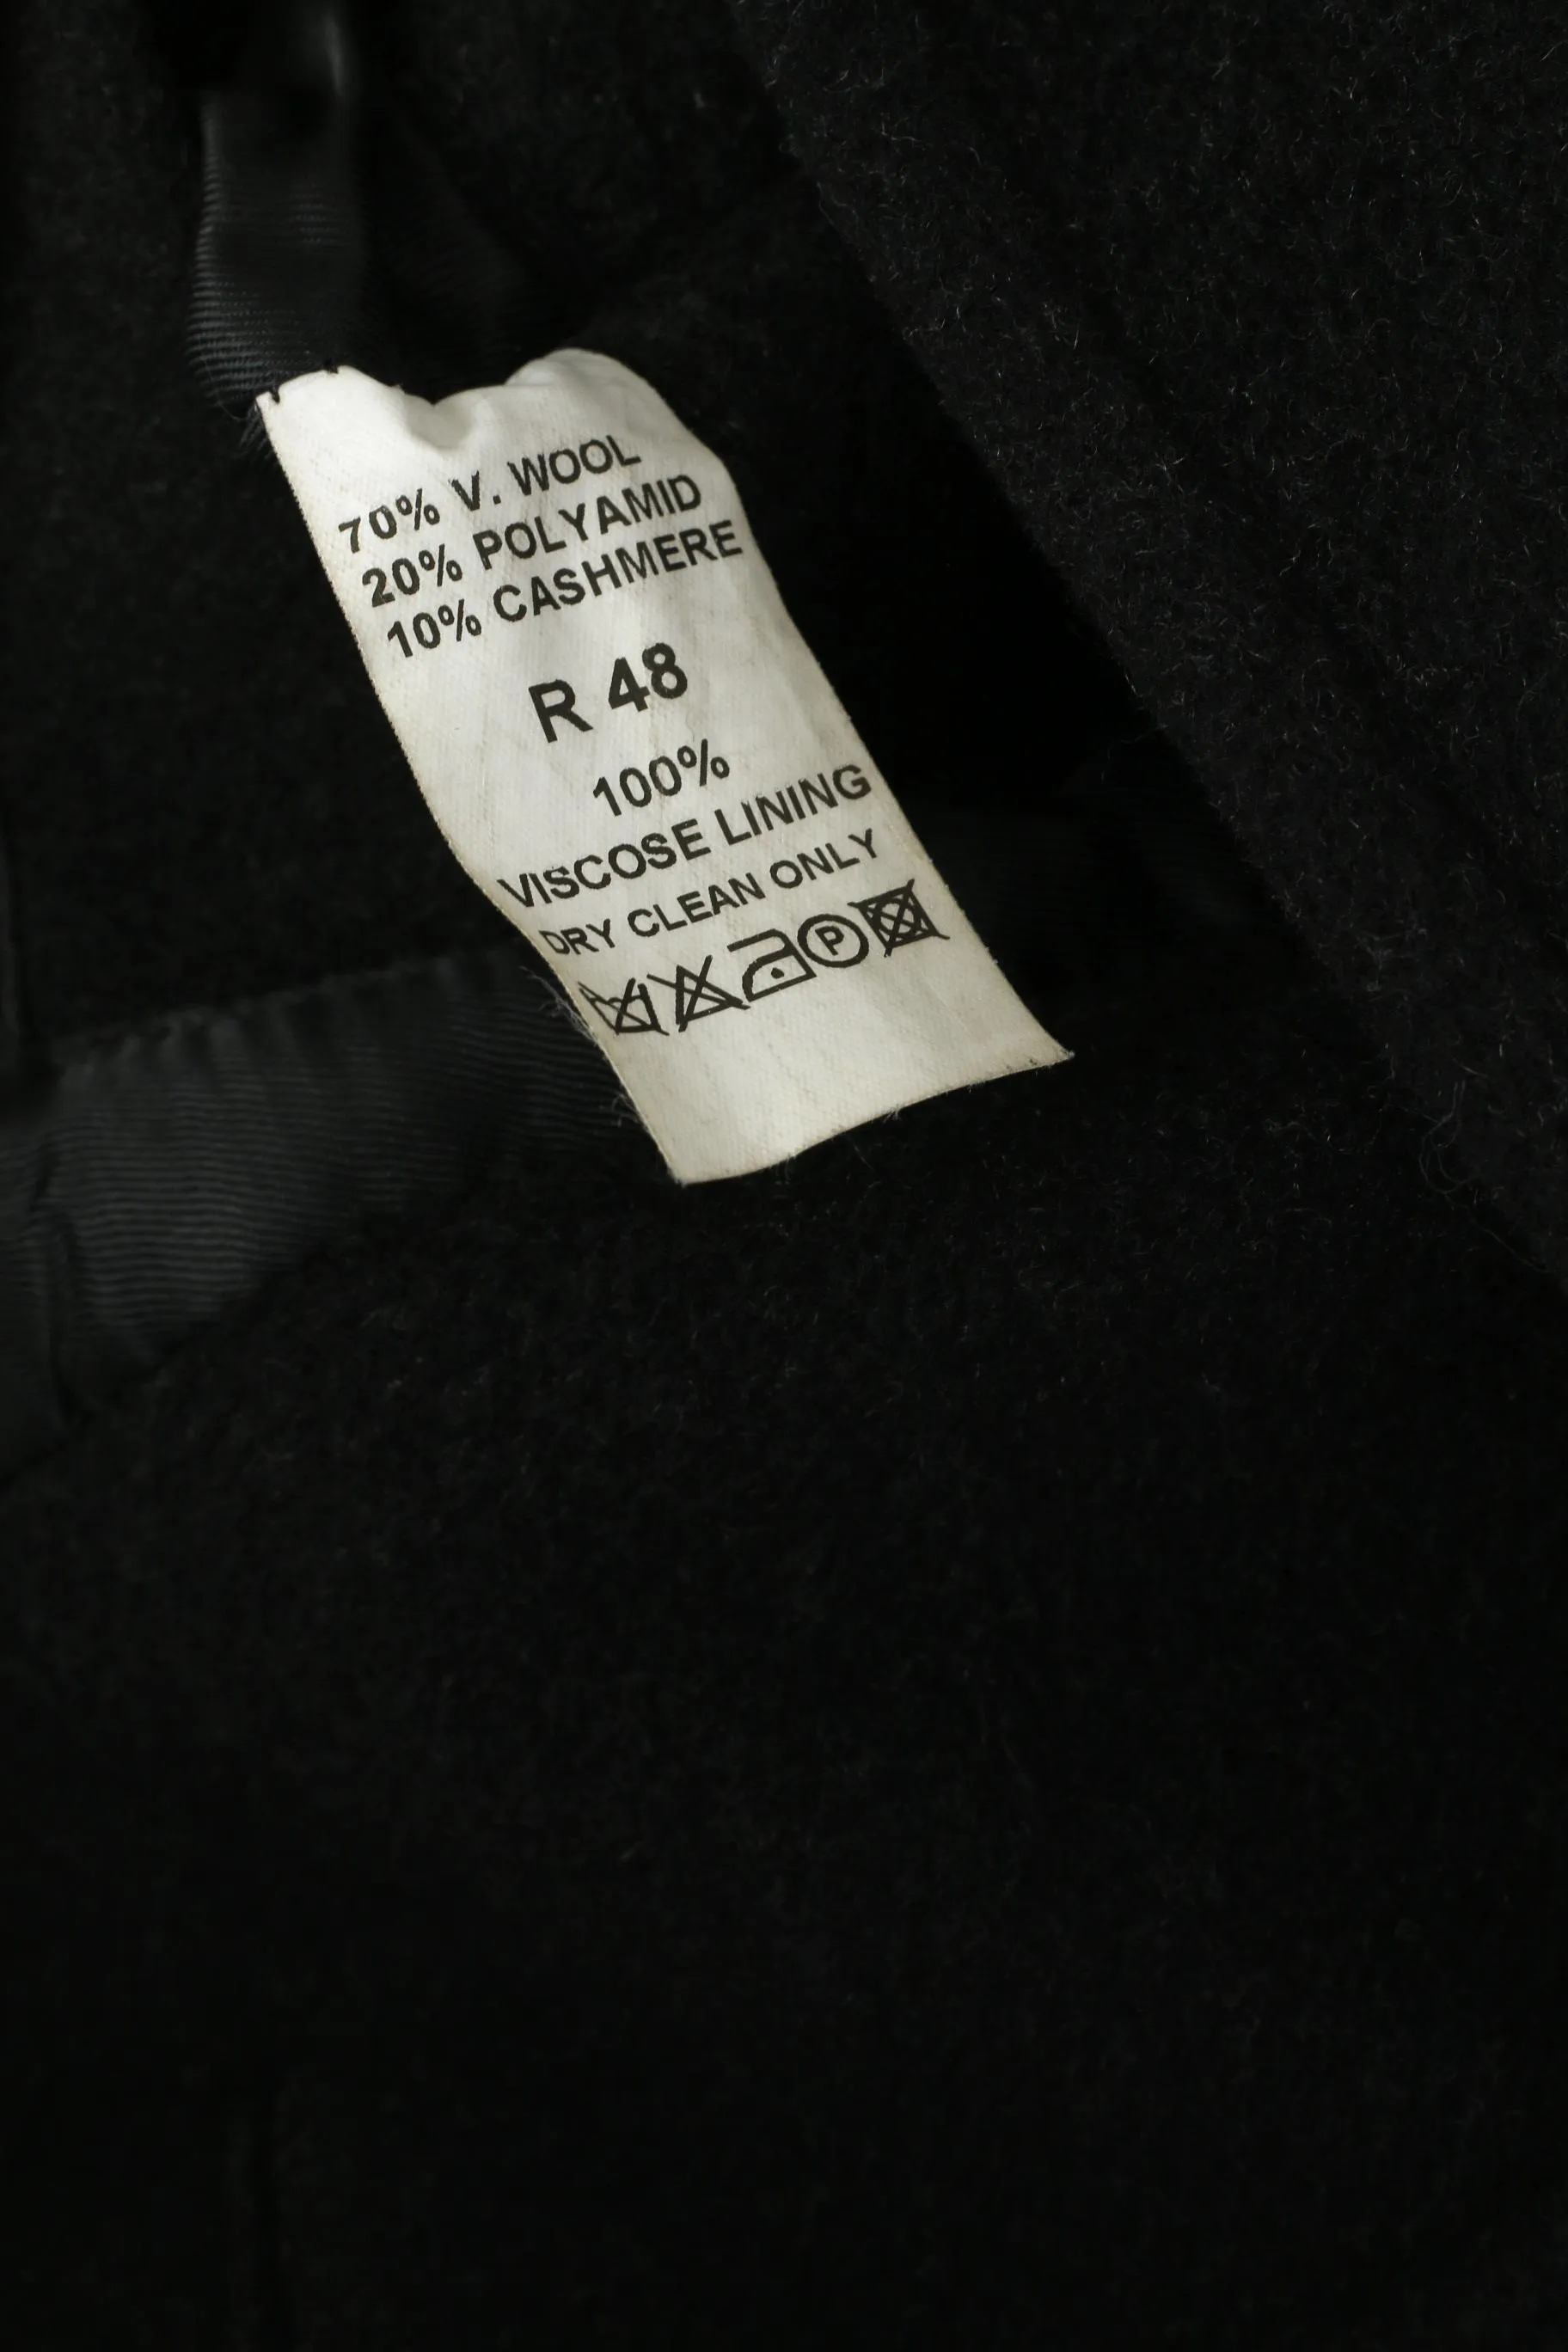 70% V. WOOL
20% POLYAMID
10% CASHMERE
R 48
100%
VISCOSE LINING
DRY CLEAN ONLY
P